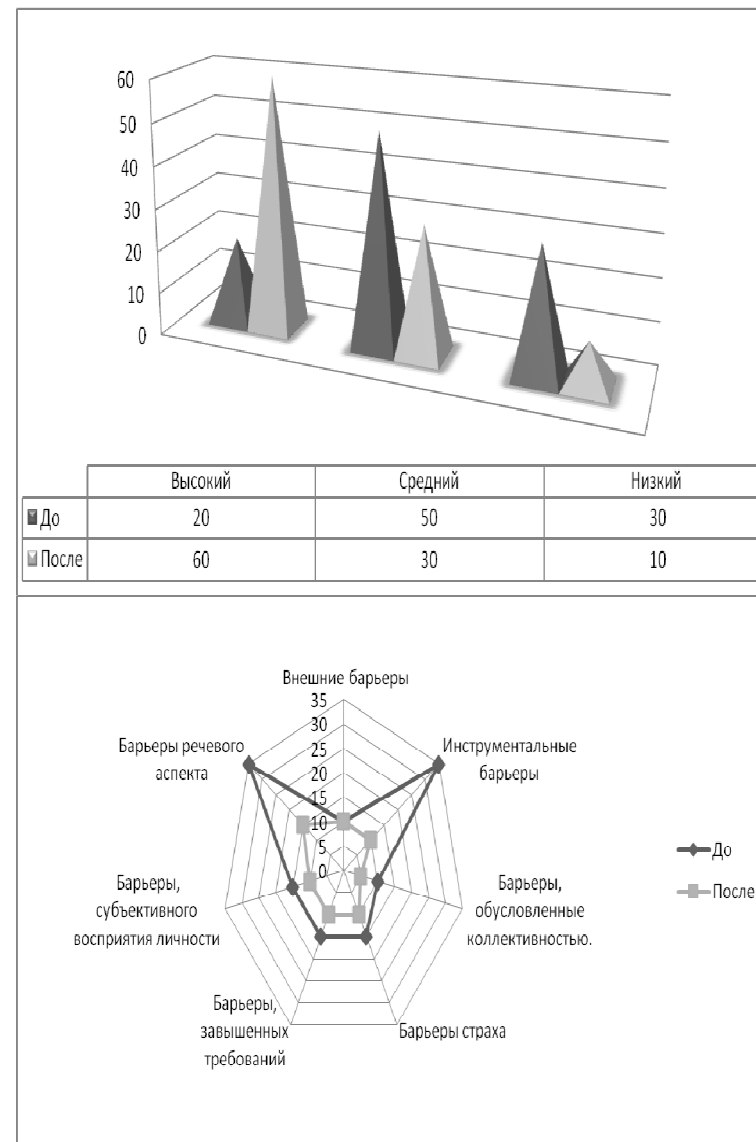 60
50
40
30
20
10
0
Высокий Средний Низкий
До 20 50 30
После 60 30 10
Внешние барьеры
35
30
25
20
15
10
5
0
Инструментальные
барьеры
Барьеры,
обусловленные
коллективностью.
Барьеры страха
Барьеры,
завышенных
требований
Барьеры,
субъективного
восприятия личности
Барьеры речевого
аспекта
До
После